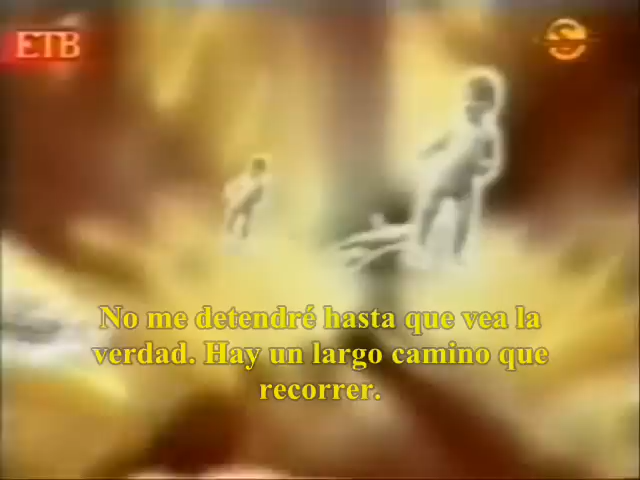 ETB
S
No me detendré hasta que vea la
verdad. Hay un largo camino que
recorrer.